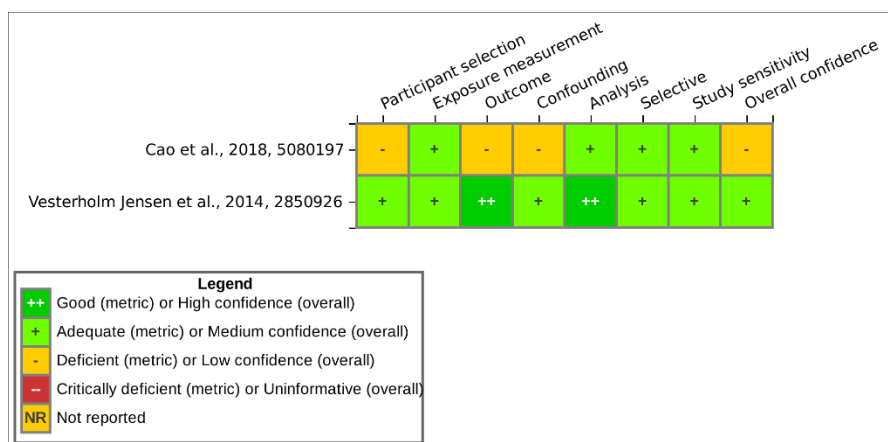 Participant selection
Exposure measurement
Outcome
Confounding
Analysis
Selective
Study sensitivity
Overall confidence
Cao et al., 2018, 5080197 - + - - + + + -
Vesterholm Jensen et al., 2014, 2850926 + + ++ + ++ + + +
Legend
++ Good (metric) or High confidence (overall)
+ Adequate (metric) or Medium confidence (overall)
- Deficient (metric) or Low confidence (overall)
-- Critically deficient (metric) or Uninformative (overall)
NR Not reported